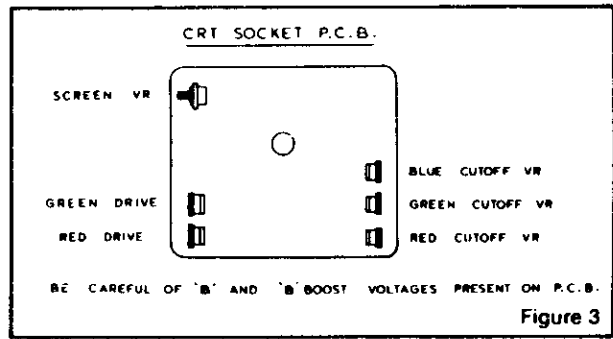 CRT SOCKET P.C.B.
SCREEN VR
BLUE CUTOFF VR
GREEN DRIVE
GREEN CUTOFF VR
RED DRIVE
RED CUTOFF VR
BE CAREFUL OF 'B' AND 'B' BOOST VOLTAGES PRESENT ON P.C.B.
Figure 3